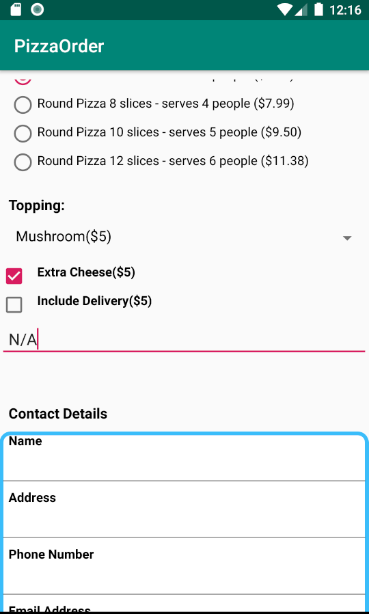 12:16
PizzaOrder
Round Pizza 8 slices - serves 4 people ($7.99)
Round Pizza 10 slices - serves 5 people ($9.50)
Round Pizza 12 slices - serves 6 people ($11.38)
Topping:
Mushroom($5)
Extra Cheese($5)
Include Delivery($5)
N/A
Contact Details
Name
Address
Phone Number
Email Address